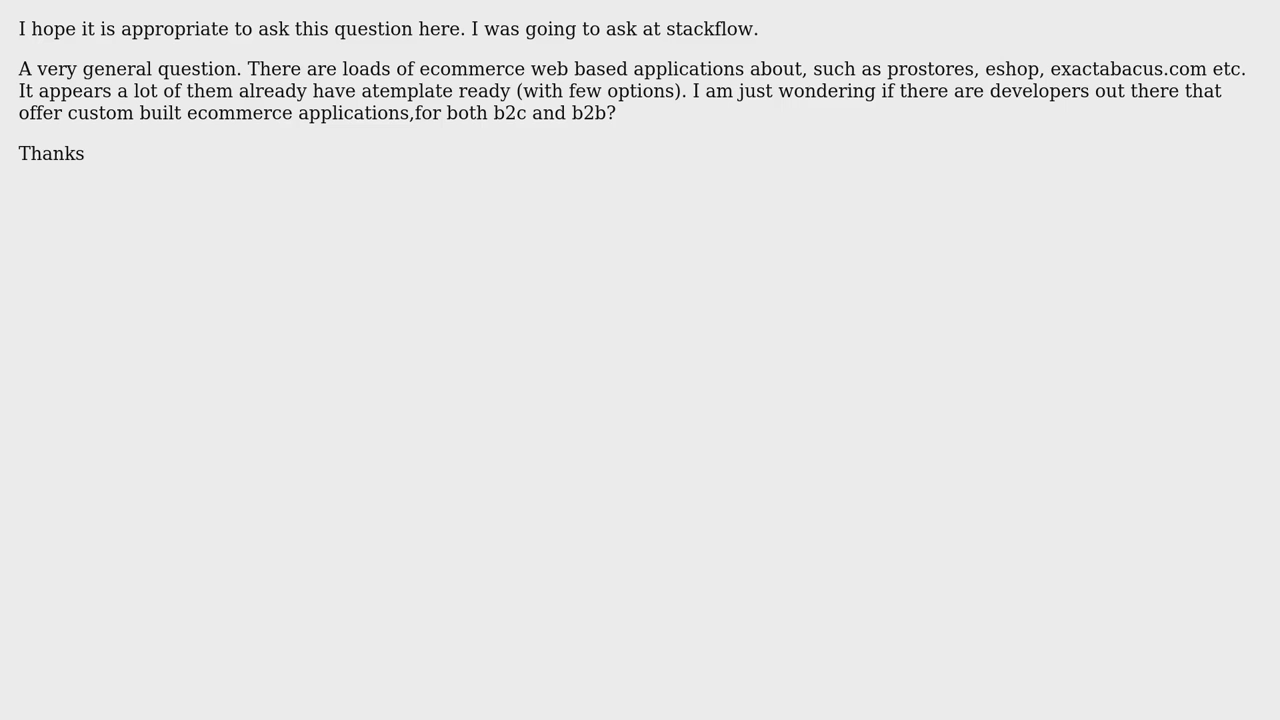 I hope it is appropriate to ask this question here. I was going to ask at stackflow.
A very general question. There are loads of ecommerce web based applications about, such as prostores, eshop, exactabacus.com etc.
It appears a lot of them already have atemplate ready (with few options). I am just wondering if there are developers out there that
offer custom built ecommerce applications,for both b2c and b2b?
Thanks